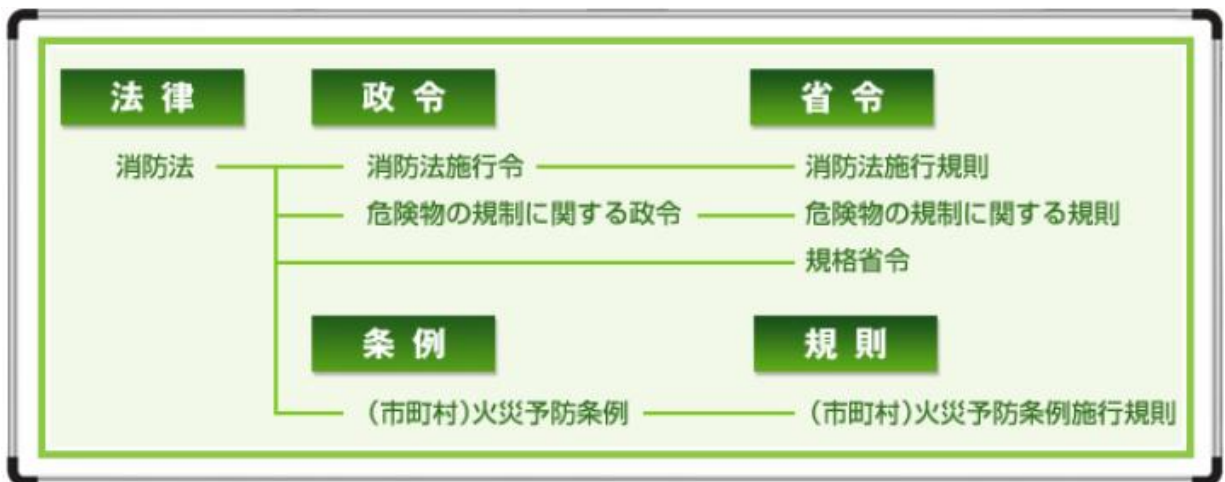 法律 政令 省令
消防法 消防法施行令 消防法施行規則
危険物の規制に関する政令 危険物の規制に関する規則
規格省令
条例 規則
(市町村)火災予防条例 (市町村)火災予防条例施行規則